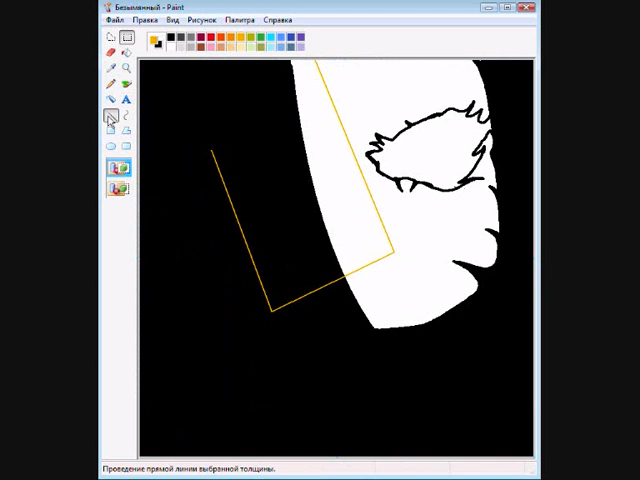 Безымянный - Paint
Файл Правка Вид Рисунок Палитра Справка
A
Проведение прямой линии выбранной толщины.